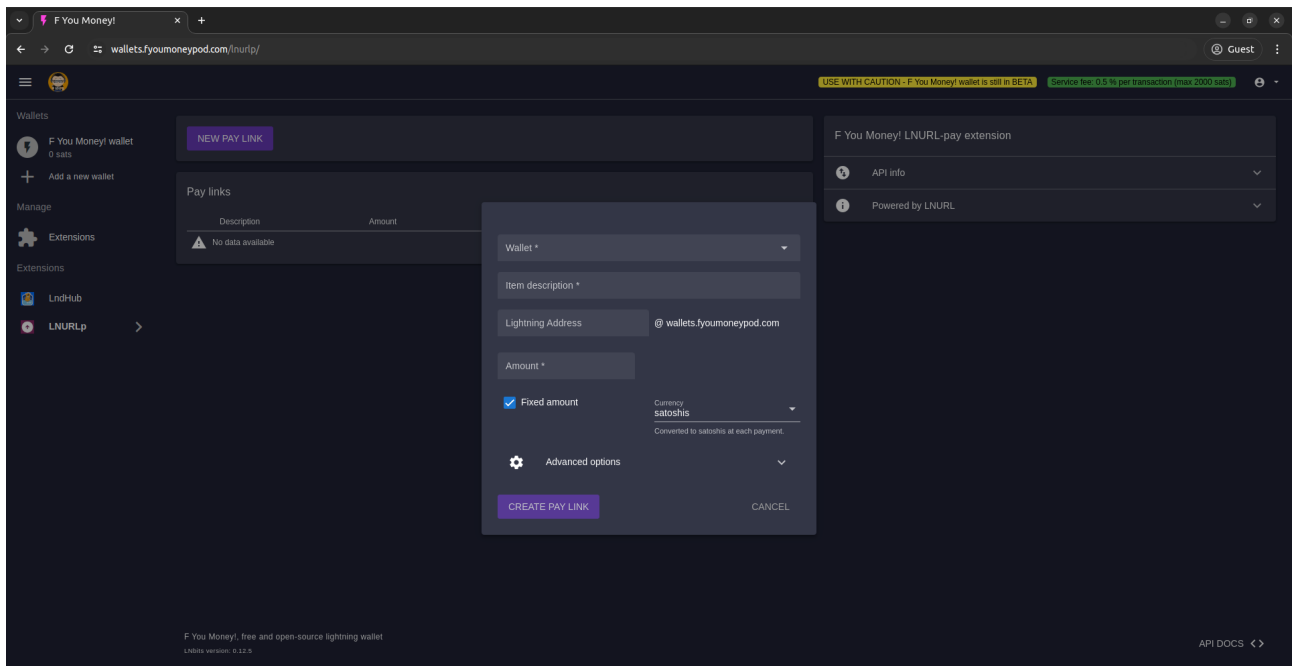 F You Money!
wallets.fyoumoneypod.com/lnurlp/
Guest
USE WITH CAUTION - F You Money! wallet is still in BETA
Service fee: 0.5 % per transaction (max 2000 sats)
Wallets
F You Money! wallet
0 sats
Add a new wallet
Manage
Extensions
Extensions
LndHub
LNURLp
NEW PAY LINK
Pay links
Description
Amount
No data available
Wallet *
Item description *
Lightning Address
@ wallets.fyoumoneypod.com
Amount *
Fixed amount
Currency
satoshis
Converted to satoshis at each payment.
Advanced options
CREATE PAY LINK
CANCEL
F You Money! LNURL-pay extension
API info
Powered by LNURL
F You Money!, free and open-source lightning wallet
LNbits version: 0.12.5
API DOCS